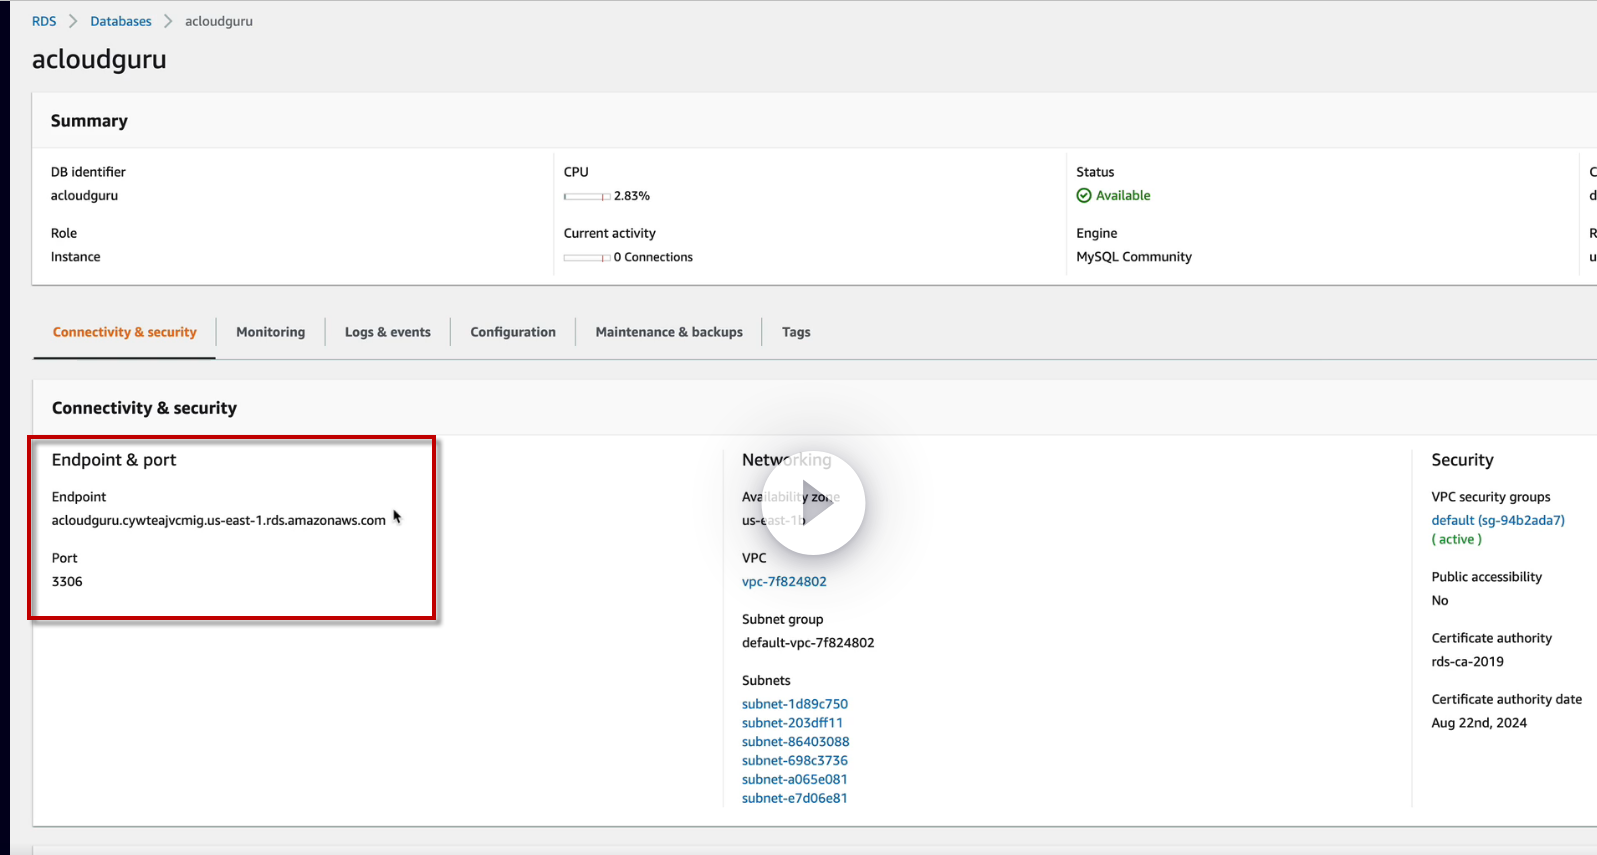 RDS > Databases > acloudguru
acloudguru
Summary
DB identifier
acloudguru
Role
Instance
CPU
2.83%
Current activity
0 Connections
Status
Available
Engine
MySQL Community
Connectivity & security
Monitoring
Logs & events
Configuration
Maintenance & backups
Tags
Connectivity & security
Endpoint & port
Endpoint
acloudguru.cywteajvcmig.us-east-1.rds.amazonaws.com
Port
3306
Networking
Availability zone
us-east-1b
VPC
vpc-7f824802
Subnet group
default-vpc-7f824802
Subnets
subnet-1d89c750
subnet-203dff11
subnet-86403088
subnet-698c3736
subnet-a065e081
subnet-e7d06e81
Security
VPC security groups
default (sg-94b2ada7)
( active )
Public accessibility
No
Certificate authority
rds-ca-2019
Certificate authority date
Aug 22nd, 2024